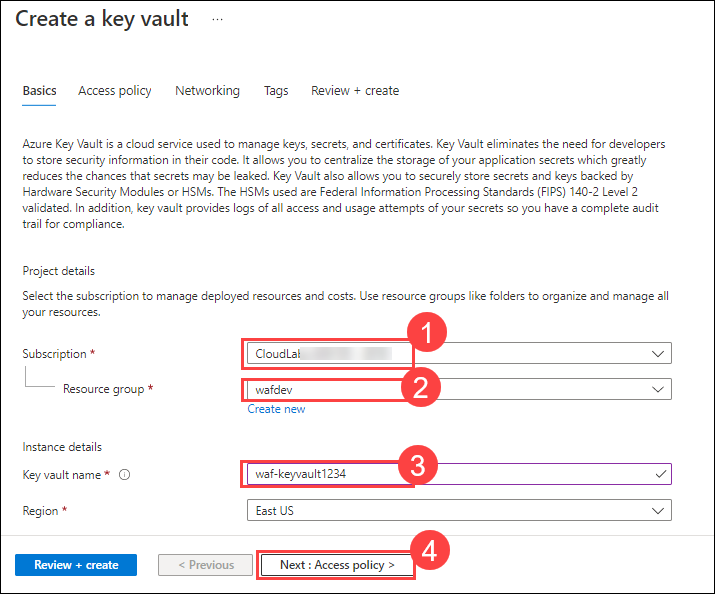 Create a key vault ...
Basics Access policy Networking Tags Review + create
Azure Key Vault is a cloud service used to manage keys, secrets, and certificates. Key Vault eliminates the need for developers
to store security information in their code. It allows you to centralize the storage of your application secrets which greatly
reduces the chances that secrets may be leaked. Key Vault also allows you to securely store secrets and keys backed by
Hardware Security Modules or HSMs. The HSMs used are Federal Information Processing Standards (FIPS) 140-2 Level 2
validated. In addition, key vault provides logs of all access and usage attempts of your secrets so you have a complete audit
trail for compliance.
Project details
Select the subscription to manage deployed resources and costs. Use resource groups like folders to organize and manage all
your resources.
1
Subscription * CloudLa
2
Resource group * wafdev
Create new
Instance details
3
Key vault name * waf-keyvault1234
Region * East US
4
Review + create < Previous Next : Access policy >